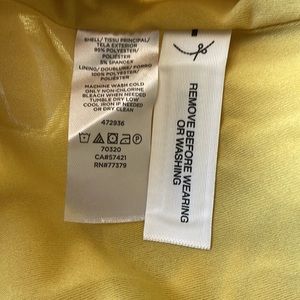 SHELL/ TISSU PRINCIPAL/
TELA EXTERIOR
95% POLYESTER/
POLIÉSTER
5% SPANDEX
LINING/ DOUBLURE/ FORRO
100% POLYESTER/
POLIÉSTER
MACHINE WASH COLD
ONLY NON-CHLORINE
BLEACH WHEN NEEDED
TUMBLE DRY LOW
COOL IRON IF NEEDED
OR DRY CLEAN
472936
70320
CA#57421
RN#77379
REMOVE BEFORE WEARING
OR WASHING